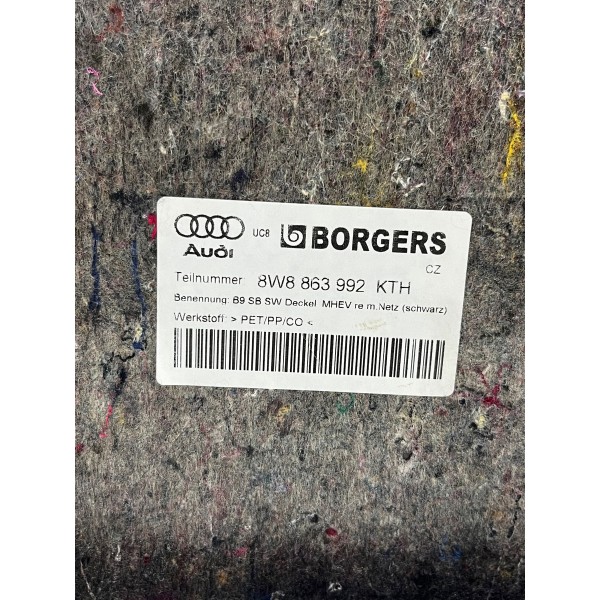 UC8 BORGERS
Audi
CZ
Teilnummer 8W8 863 992 KTH
Benennung: B9 SB SW Deckel MHEV re m.Netz (schwarz)
Werkstoff: > PET/PP/CO <